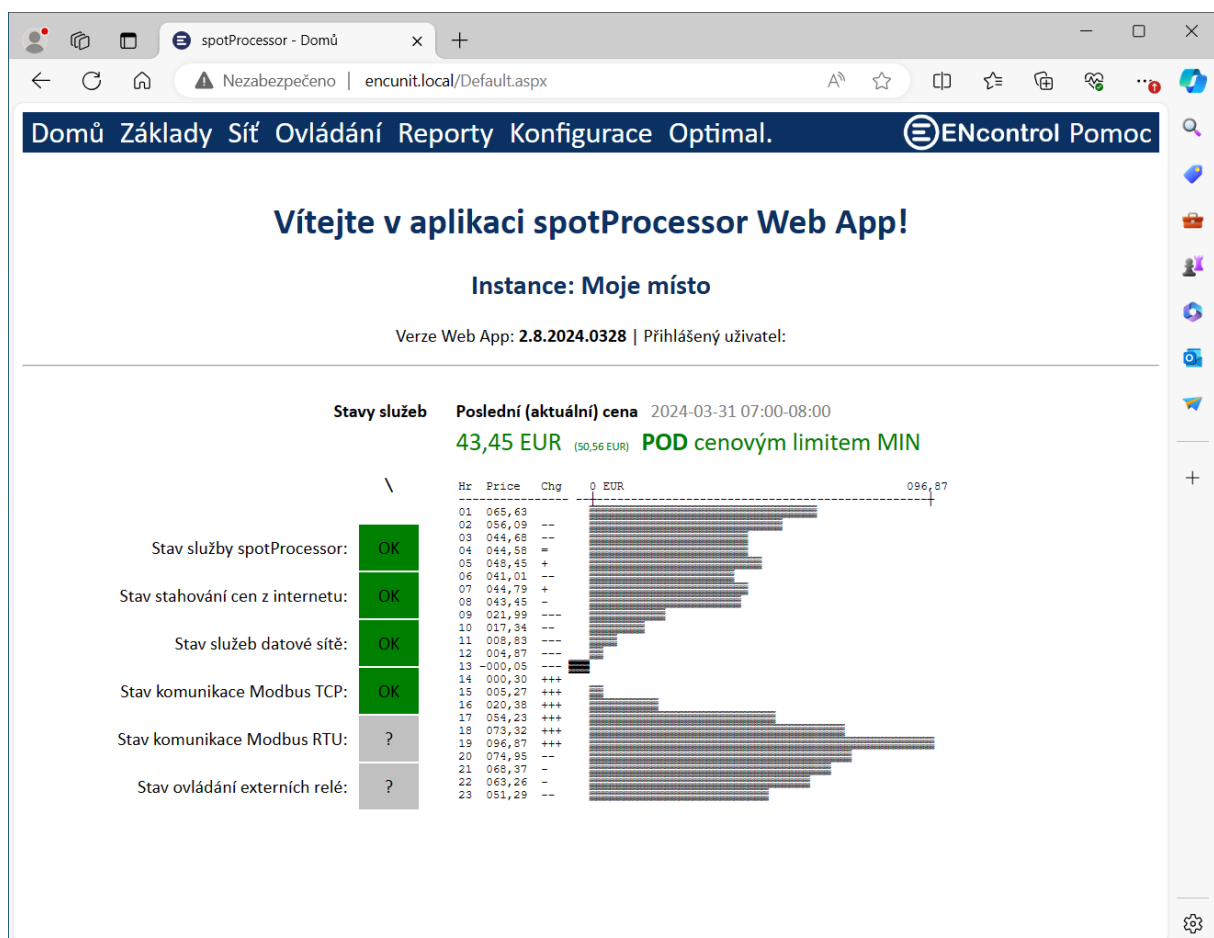 spotProcessor - Domů
Nezabezpečeno | encunit.local/Default.aspx
Domů Základy Síť Ovládání Reporty Konfigurace Optimal. ENcontrol Pomoc
Vítejte v aplikaci spotProcessor Web App!
Instance: Moje místo
Verze Web App: 2.8.2024.0328 | Přihlášený uživatel:
Stavy služeb
Poslední (aktuální) cena 2024-03-31 07:00-08:00
43,45 EUR (50,56 EUR) POD cenovým limitem MIN
\
Stav služby spotProcessor: OK
Stav stahování cen z internetu: OK
Stav služeb datové sítě: OK
Stav komunikace Modbus TCP: OK
Stav komunikace Modbus RTU: ?
Stav ovládání externích relé: ?
Hr Price Chg 0 EUR 096,87
01 065,63
02 056,09 --
03 044,68 --
04 044,58 =
05 048,45 +
06 041,01 --
07 044,79 +
08 043,45 -
09 021,99 ---
10 017,34 --
11 008,83 ---
12 004,87 ---
13 -000,05 ---
14 000,30 +++
15 005,27 +++
16 020,38 +++
17 054,23 +++
18 073,32 +++
19 096,87 +++
20 074,95 --
21 068,37 -
22 063,26 -
23 051,29 --